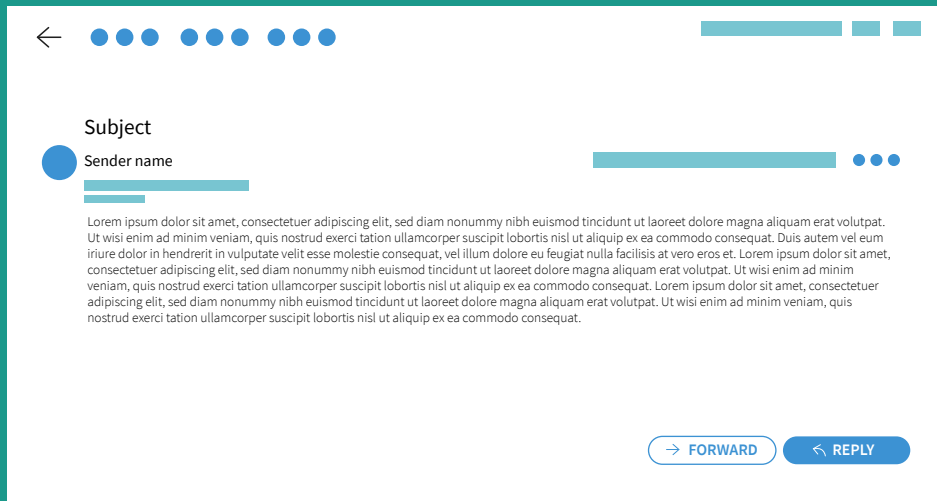 Subject
Sender name
Lorem ipsum dolor sit amet, consectetuer adipiscing elit, sed diam nonummy nibh euismod tincidunt ut laoreet dolore magna aliquam erat volutpat.
Ut wisi enim ad minim veniam, quis nostrud exerci tation ullamcorper suscipit lobortis nisl ut aliquip ex ea commodo consequat. Duis autem vel eum
iriure dolor in hendrerit in vulputate velit esse molestie consequat, vel illum dolore eu feugiat nulla facilisis at vero eros et. Lorem ipsum dolor sit amet,
consectetuer adipiscing elit, sed diam nonummy nibh euismod tincidunt ut laoreet dolore magna aliquam erat volutpat. Ut wisi enim ad minim
veniam, quis nostrud exerci tation ullamcorper suscipit lobortis nisl ut aliquip ex ea commodo consequat. Lorem ipsum dolor sit amet, consectetuer
adipiscing elit, sed diam nonummy nibh euismod tincidunt ut laoreet dolore magna aliquam erat volutpat. Ut wisi enim ad minim veniam, quis
nostrud exerci tation ullamcorper suscipit lobortis nisl ut aliquip ex ea commodo consequat.
FORWARD
REPLY